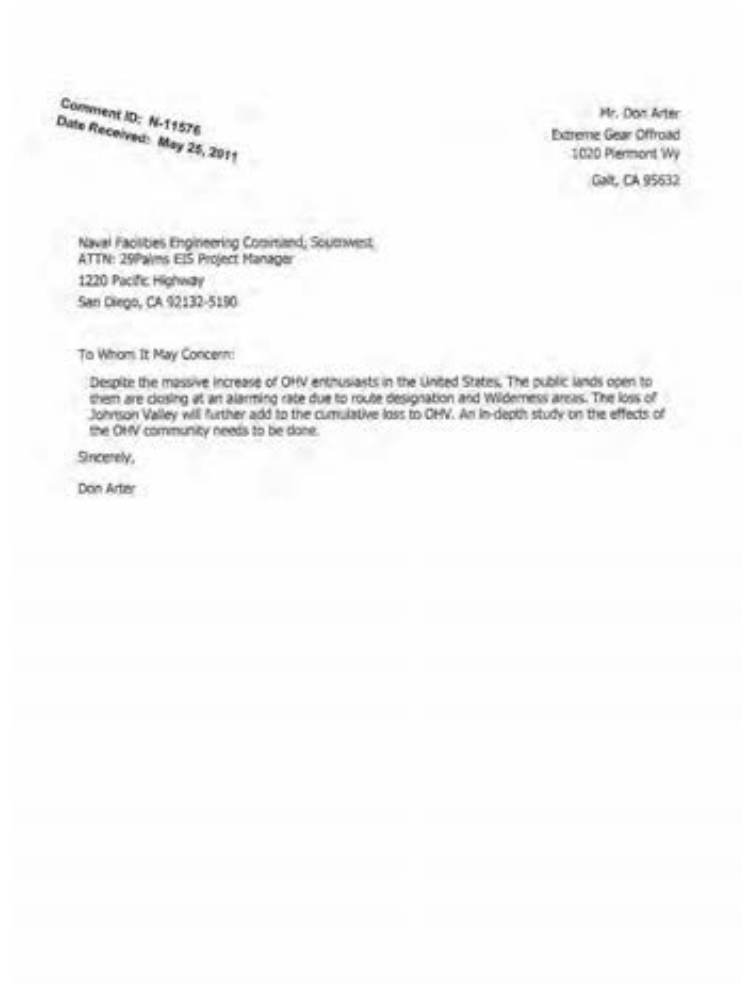 Comment ID: N-11576
Date Received: May 25, 2011
Mr. Don Arter
Extreme Gear Offroad
1020 Piermont Wy
Galt, CA 95632
Naval Facilities Engineering Command, Southwest
ATTN: 29Palms EIS Project Manager
1220 Pacific Highway
San Diego, CA 92132-5190
To Whom It May Concern:
Despite the massive increase of OHV enthusiasts in the United States, The public lands open to
them are closing at an alarming rate due to route designation and Wilderness areas. The loss of
Johnson Valley will further add to the cumulative loss to OHV. An in-depth study on the effects of
the OHV community needs to be done.
Sincerely,
Don Arter